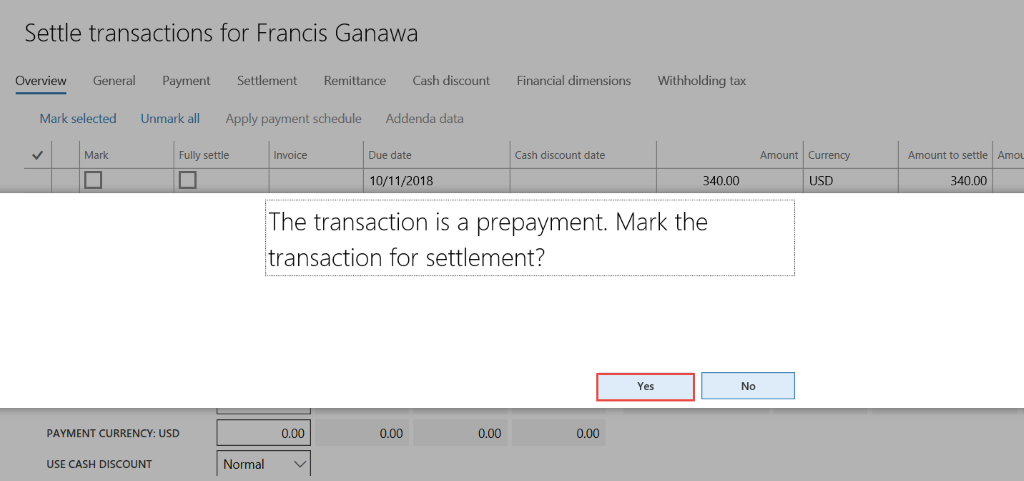 Settle transactions for Francis Ganawa
Overview General Payment Settlement Remittance Cash discount Financial dimensions Withholding tax
Mark selected Unmark all Apply payment schedule Addenda data
Mark Fully settle Invoice Due date Cash discount date Amount Currency Amount to settle Amou
10/11/2018 340.00 USD 340.00
The transaction is a prepayment. Mark the
transaction for settlement?
Yes No
PAYMENT CURRENCY: USD 0.00 0.00 0.00 0.00
USE CASH DISCOUNT Normal